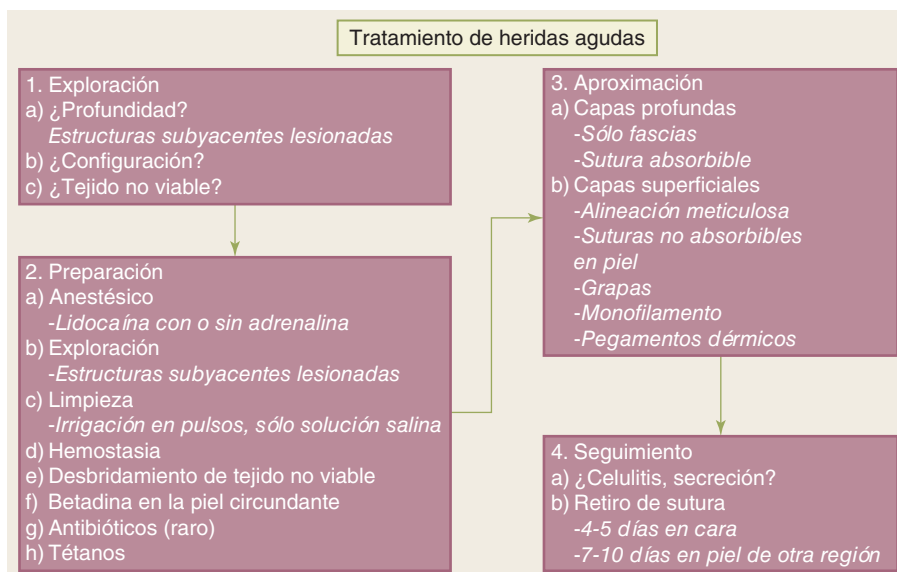 Tratamiento de heridas agudas
1. Exploración
a) ¿Profundidad?
Estructuras subyacentes lesionadas
b) ¿Configuración?
c) ¿Tejido no viable?
2. Preparación
a) Anestésico
-Lidocaína con o sin adrenalina
b) Exploración
-Estructuras subyacentes lesionadas
c) Limpieza
-Irrigación en pulsos, sólo solución salina
d) Hemostasia
e) Desbridamiento de tejido no viable
f) Betadina en la piel circundante
g) Antibióticos (raro)
h) Tétanos
3. Aproximación
a) Capas profundas
-Sólo fascias
-Sutura absorbible
b) Capas superficiales
-Alineación meticulosa
-Suturas no absorbibles
en piel
-Grapas
-Monofilamento
-Pegamentos dérmicos
4. Seguimiento
a) ¿Celulitis, secreción?
b) Retiro de sutura
-4-5 días en cara
-7-10 días en piel de otra región